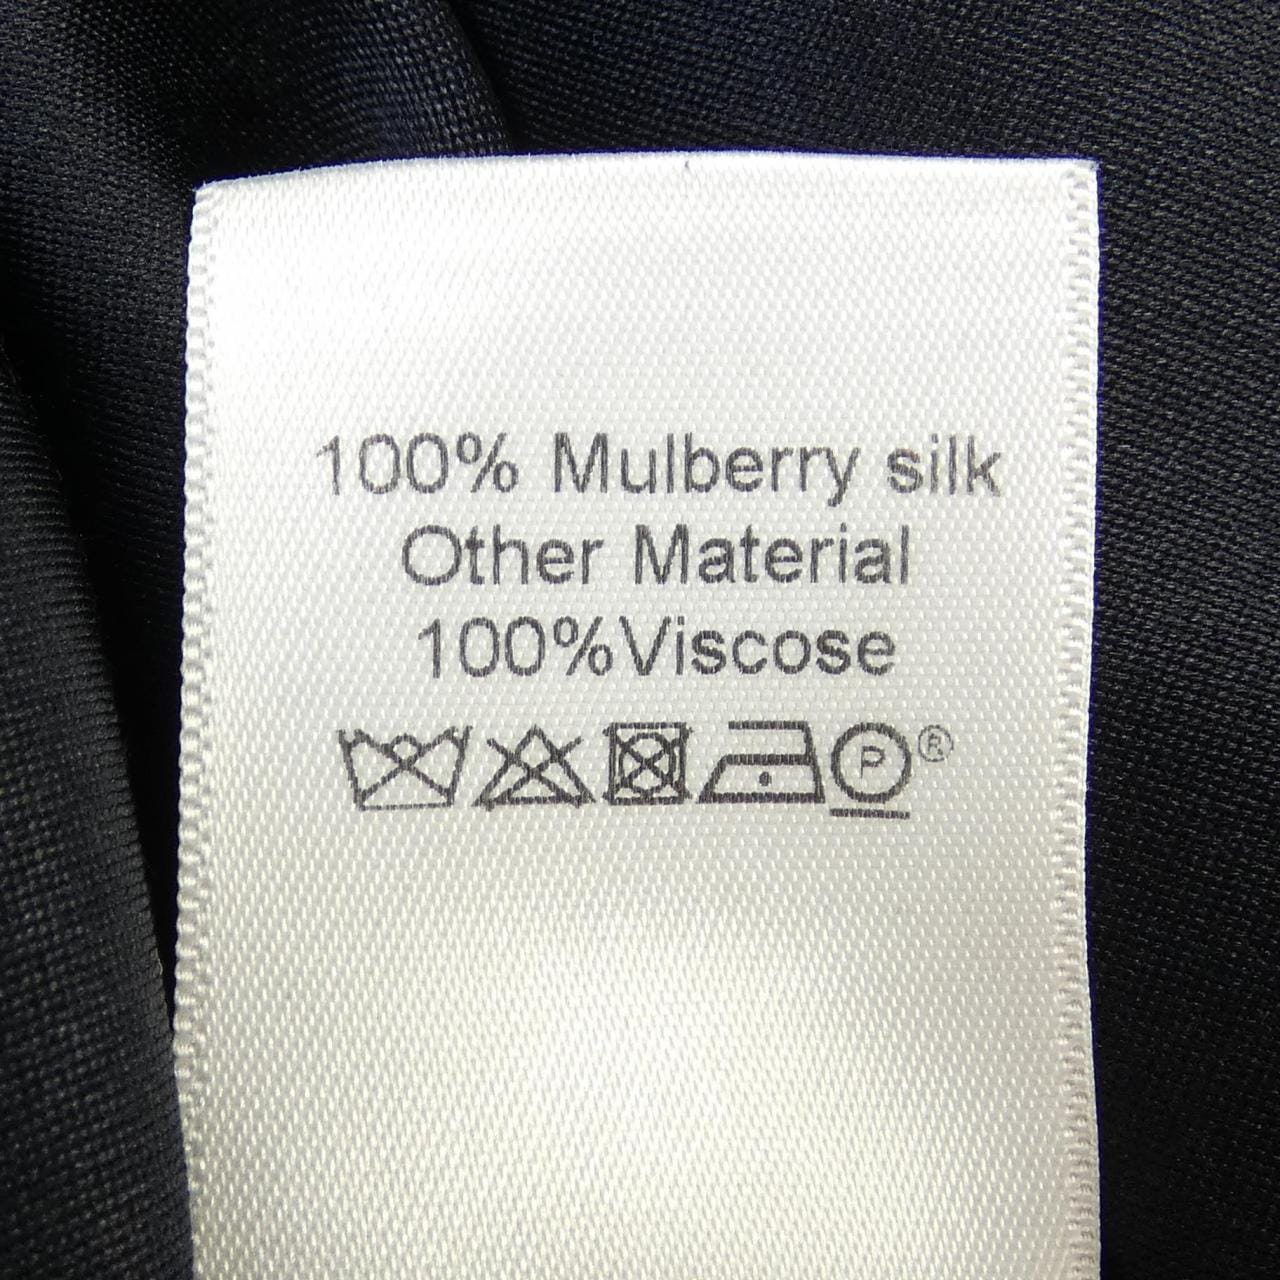 100% Mulberry silk
Other Material
100%Viscose
P ®